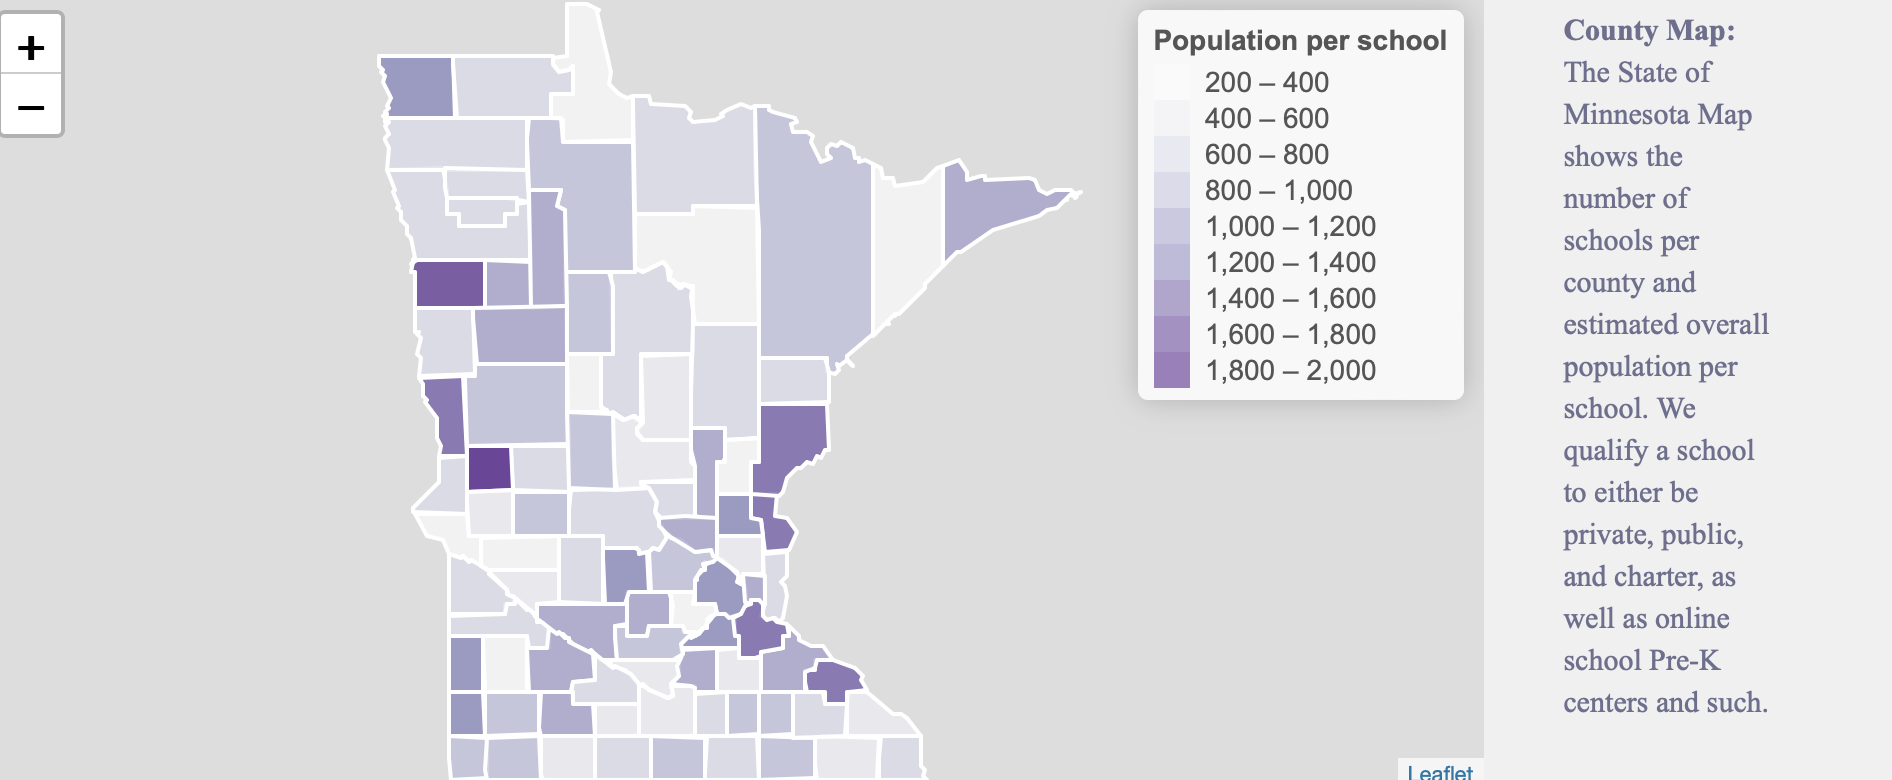 +
−
Population per school
200 – 400
400 – 600
600 – 800
800 – 1,000
1,000 – 1,200
1,200 – 1,400
1,400 – 1,600
1,600 – 1,800
1,800 – 2,000
Leaflet
County Map:
The State of
Minnesota Map
shows the
number of
schools per
county and
estimated overall
population per
school. We
qualify a school
to either be
private, public,
and charter, as
well as online
school Pre-K
centers and such.